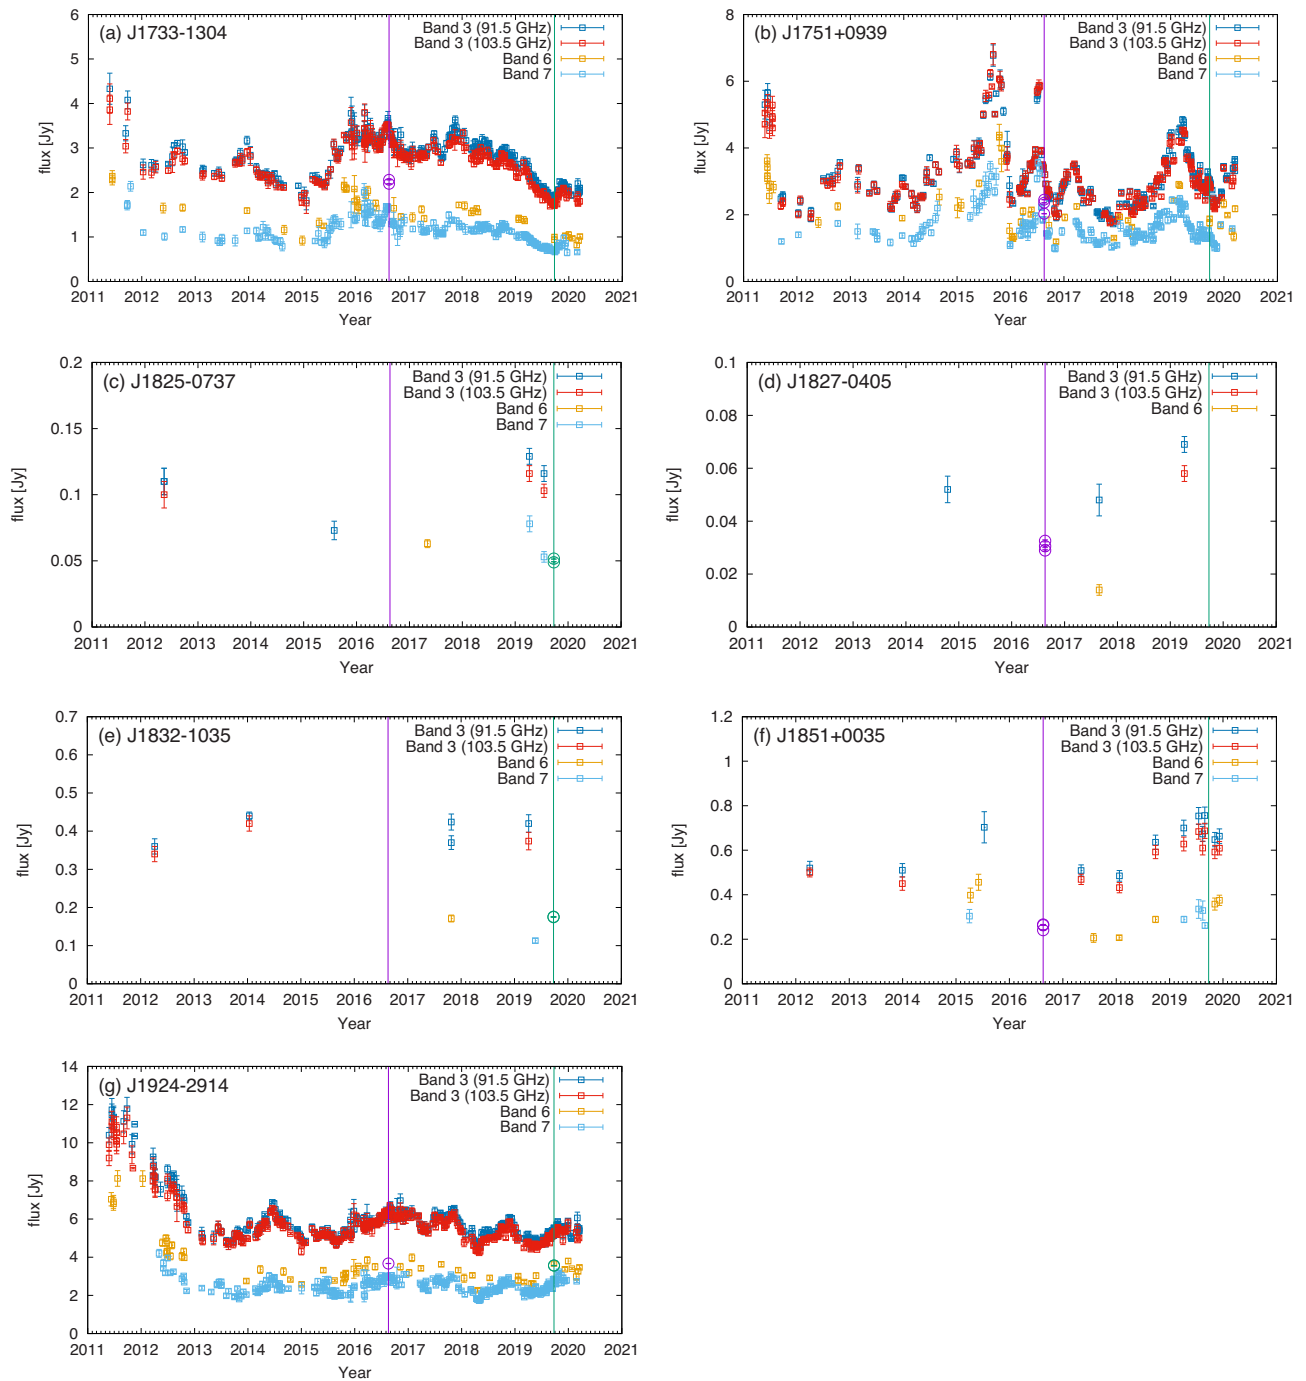 (a) J1733-1304
Band 3 (91.5 GHz)
Band 3 (103.5 GHz)
Band 6
Band 7
flux [Jy]
6
5
4
3
2
1
0
2011 2012 2013 2014 2015 2016 2017 2018 2019 2020 2021
Year
(b) J1751+0939
Band 3 (91.5 GHz)
Band 3 (103.5 GHz)
Band 6
Band 7
flux [Jy]
8
6
4
2
0
2011 2012 2013 2014 2015 2016 2017 2018 2019 2020 2021
Year
(c) J1825-0737
Band 3 (91.5 GHz)
Band 3 (103.5 GHz)
Band 6
Band 7
flux [Jy]
0.2
0.15
0.1
0.05
0
2011 2012 2013 2014 2015 2016 2017 2018 2019 2020 2021
Year
(d) J1827-0405
Band 3 (91.5 GHz)
Band 3 (103.5 GHz)
Band 6
flux [Jy]
0.1
0.08
0.06
0.04
0.02
0
2011 2012 2013 2014 2015 2016 2017 2018 2019 2020 2021
Year
(e) J1832-1035
Band 3 (91.5 GHz)
Band 3 (103.5 GHz)
Band 6
Band 7
flux [Jy]
0.7
0.6
0.5
0.4
0.3
0.2
0.1
0
2011 2012 2013 2014 2015 2016 2017 2018 2019 2020 2021
Year
(f) J1851+0035
Band 3 (91.5 GHz)
Band 3 (103.5 GHz)
Band 6
Band 7
flux [Jy]
1.2
1
0.8
0.6
0.4
0.2
0
2011 2012 2013 2014 2015 2016 2017 2018 2019 2020 2021
Year
(g) J1924-2914
Band 3 (91.5 GHz)
Band 3 (103.5 GHz)
Band 6
Band 7
flux [Jy]
14
12
10
8
6
4
2
0
2011 2012 2013 2014 2015 2016 2017 2018 2019 2020 2021
Year